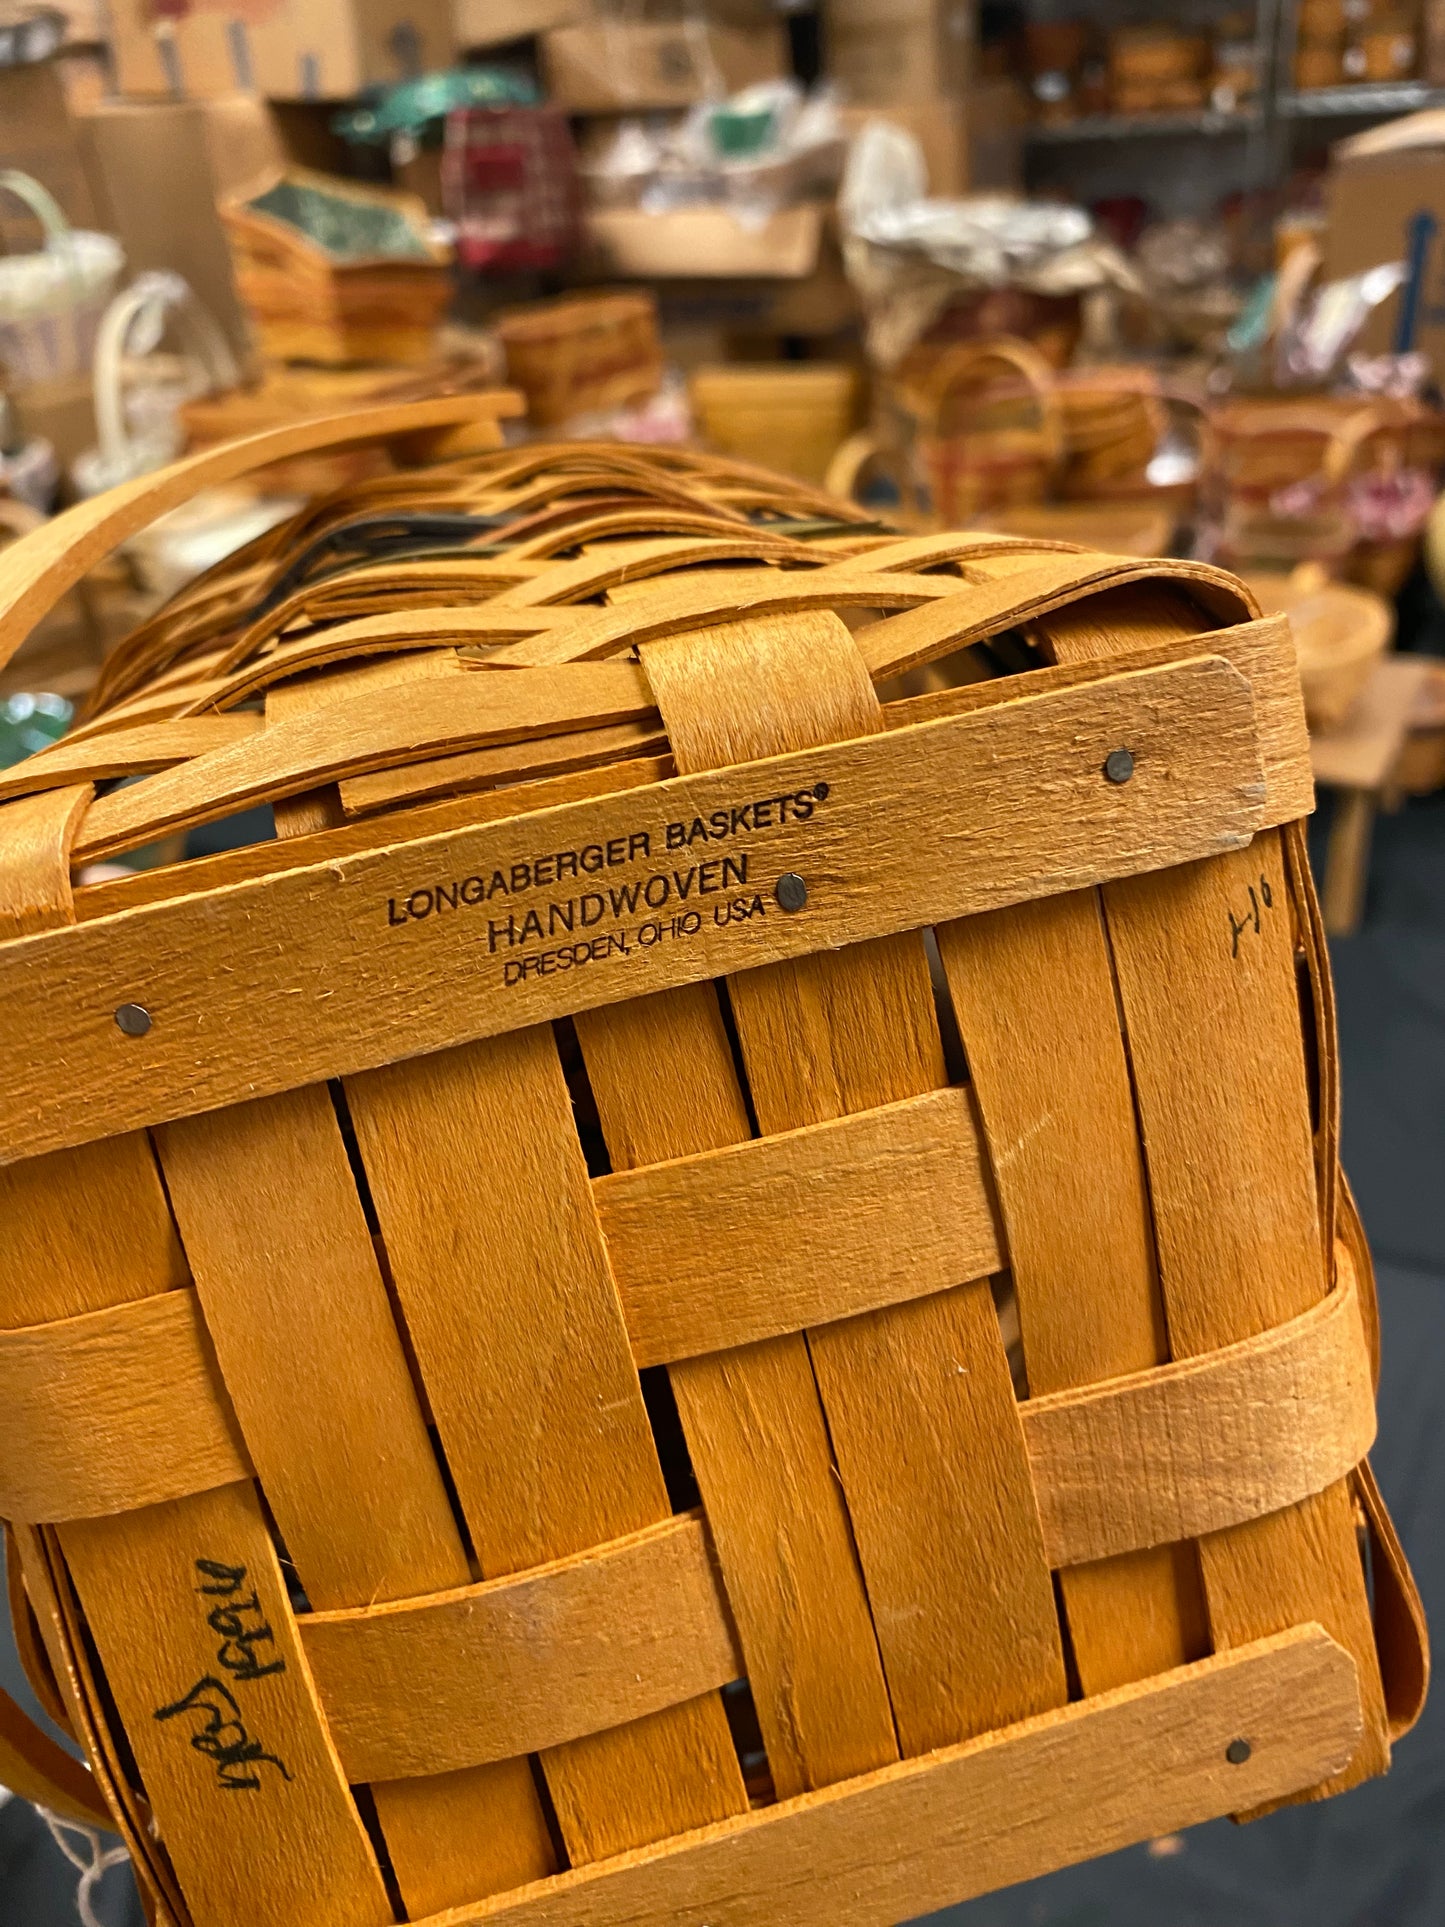 LONGABERGER BASKETS®
HANDWOVEN
DRESDEN, OHIO USA